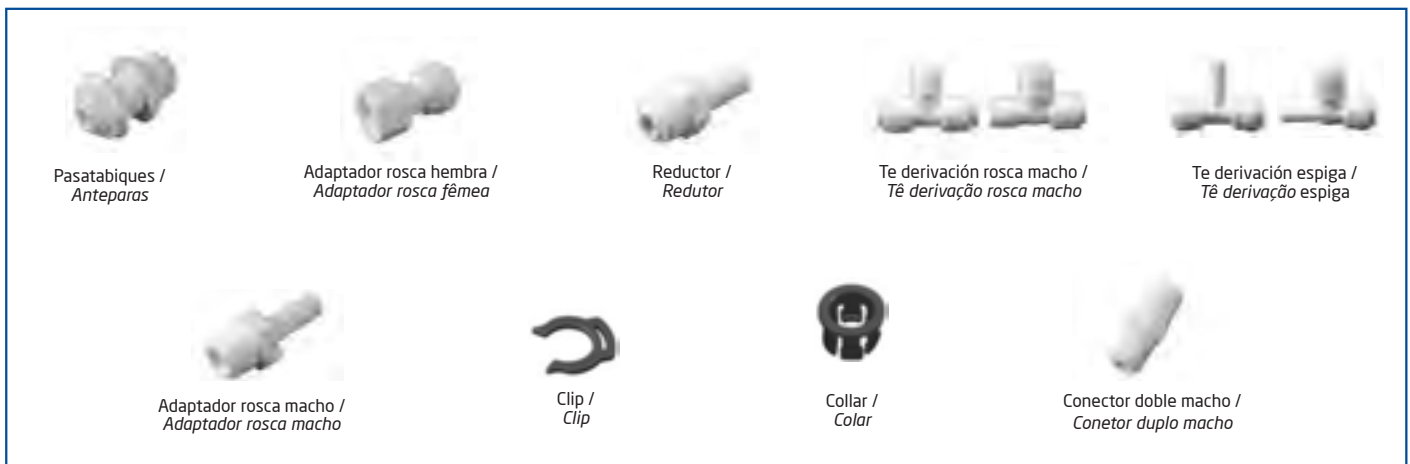 Pasatabiques /
Anteparas
Adaptador rosca hembra /
Adaptador rosca fêmea
Reductor /
Redutor
Te derivación rosca macho /
Tê derivação rosca macho
Te derivación espiga /
Tê derivação espiga
Adaptador rosca macho /
Adaptador rosca macho
Clip /
Clip
Collar /
Colar
Conector doble macho /
Conetor duplo macho